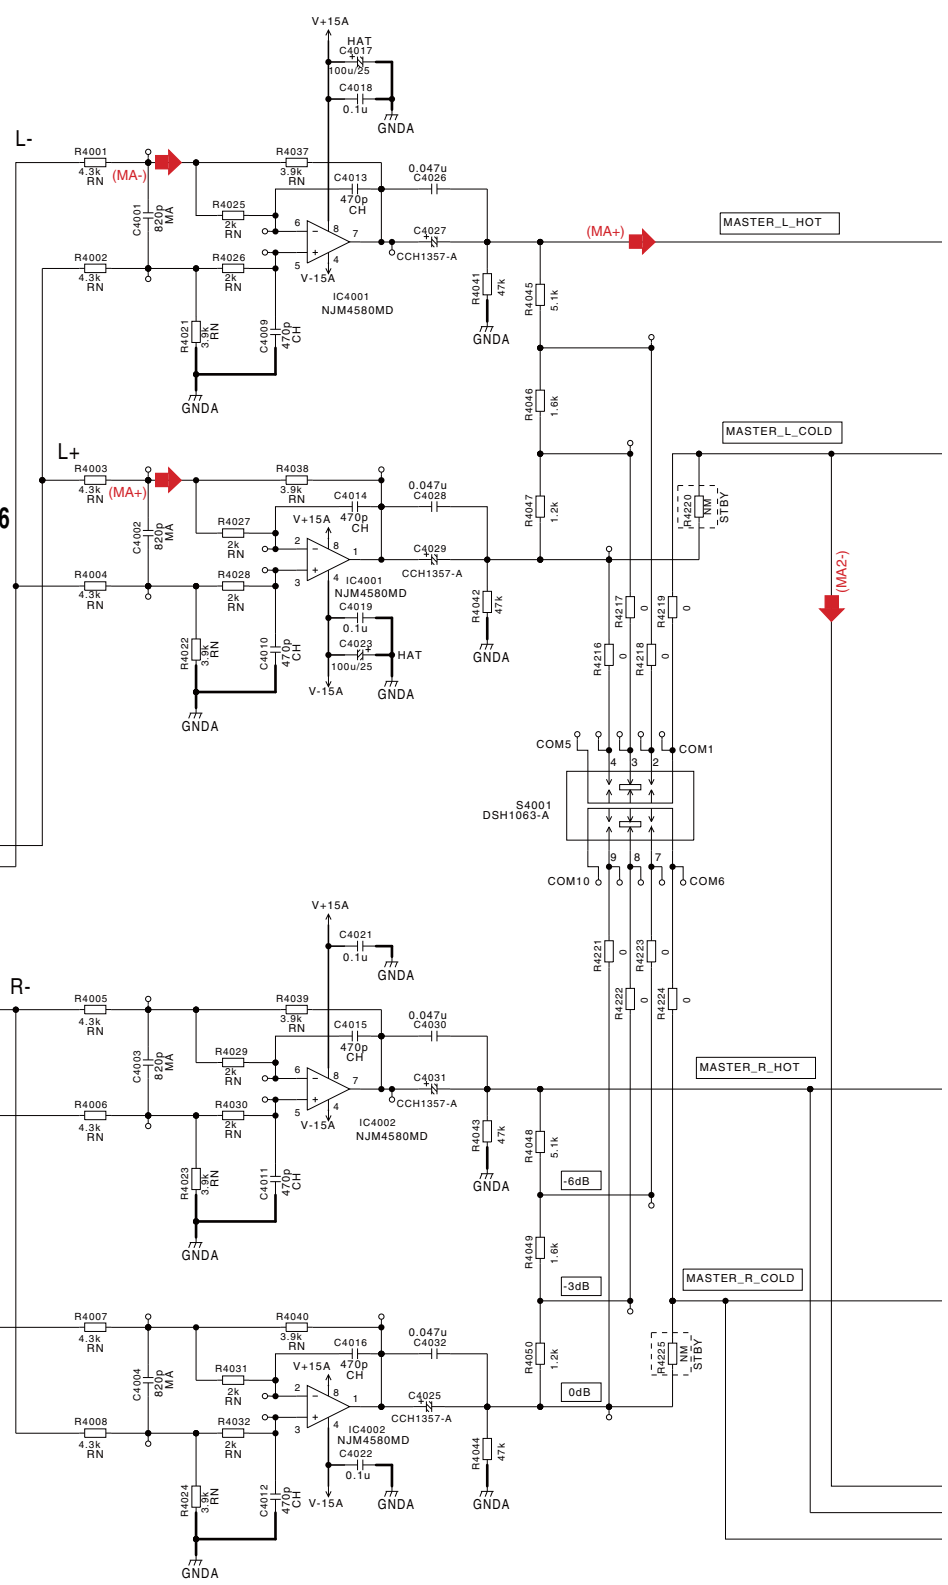 V+15A
HAT
C4017
+
100u/25
C4018
0.1u
GNDA
L-
R4001
4.3k
RN
(MA-)
R4037
3.9k
RN
0.047u
C4026
C4013
470p
CH
C4001
820p
MA
R4025
2k
RN
6
8
7
5
4
V-15A
C4027
+
CCH1357-A
(MA+)
MASTER_L_HOT
R4002
4.3k
RN
R4026
2k
RN
IC4001
NJM4580MD
R4021
3.9k
RN
C4009
470p
CH
R4041
47k
GNDA
R4045
5.1k
GNDA
R4046
1.6k
MASTER_L_COLD
L+
R4003
4.3k
RN
(MA+)
R4038
3.9k
RN
0.047u
C4028
C4014
470p
CH
6
C4002
820p
MA
R4027
2k
RN
V+15A
2
8
1
3
4
C4029
+
CCH1357-A
R4047
1.2k
R4220
NM
STBY
R4004
4.3k
RN
R4028
2k
RN
IC4001
NJM4580MD
C4019
0.1u
C4023
+
100u/25
HAT
V-15A
GNDA
R4022
3.9k
RN
C4010
470p
CH
GNDA
R4042
47k
GNDA
R4217
0
R4219
0
R4216
0
R4218
0
(MA2-)
COM5
COM1
4
3
2
S4001
DSH1063-A
9
8
7
COM10
COM6
V+15A
C4021
0.1u
GNDA
R4221
0
R4223
0
R4222
0
R4224
0
R-
R4005
4.3k
RN
R4039
3.9k
RN
0.047u
C4030
C4015
470p
CH
C4003
820p
MA
R4029
2k
RN
6
8
7
5
4
V-15A
C4031
+
CCH1357-A
MASTER_R_HOT
R4006
4.3k
RN
R4030
2k
RN
IC4002
NJM4580MD
R4023
3.9k
RN
C4011
470p
CH
GNDA
R4043
47k
GNDA
R4048
5.1k
-6dB
R4049
1.6k
-3dB
MASTER_R_COLD
R4007
4.3k
RN
R4040
3.9k
RN
0.047u
C4032
C4016
470p
CH
C4004
820p
MA
R4031
2k
RN
V+15A
2
8
1
3
4
C4025
+
CCH1357-A
R4050
1.2k
0dB
R4225
NM
STBY
R4008
4.3k
RN
R4032
2k
RN
IC4002
NJM4580MD
C4022
0.1u
V-15A
GNDA
R4024
3.9k
RN
C4012
470p
CH
GNDA
R4044
47k
GNDA